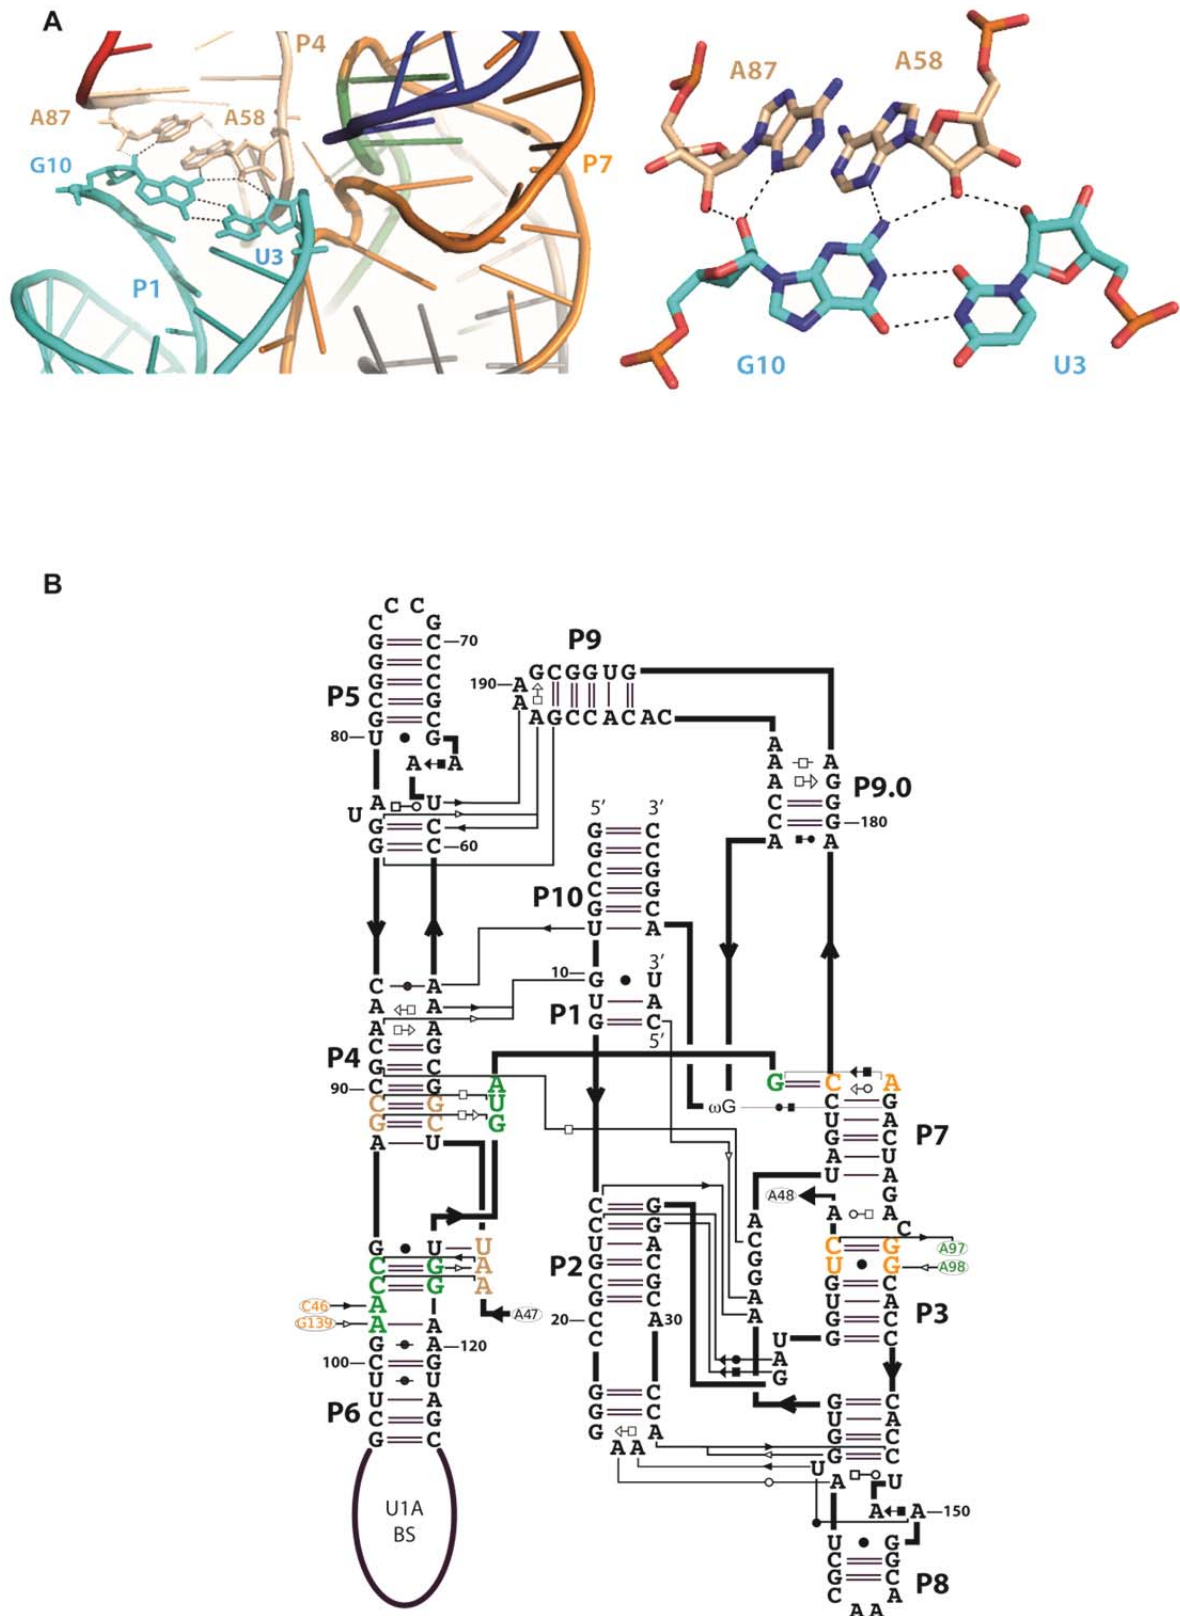 A
P4
A87
A58
G10
P7
U3
P1
A87
A58
G10
U3
B
C C
C G
G C —70
G C
G C
P5
C G
G C
80— U G
A A
A U
U
G C
G C —60
P9
GCGGUG
190— A
A
AGCCACAC
A A
A G
A G
P9.0
C G
C G —180
A A
5′ 3′
G C
G C
C G
C G
P10
G C
U A
3′
10— G U
U A
P1
G C
5′
C A
A A
A A
C G
P4
G C
90— C G
C G
G C
A U
A
U
G
ωG
G C A
C G
U A
G C
P7
A U
U A
G
A
A48
A C
C G
U G
A97
A98
G C
U A
G C
P3
G C
G C
G U
C G
C G
A
P6
G
A
A
A47
C46
G139
U U
A A
100— 
—120
P2
20—
30
A
C
G
G
A
A
A
U
A
G
U1A
BS
—150
P8
A A